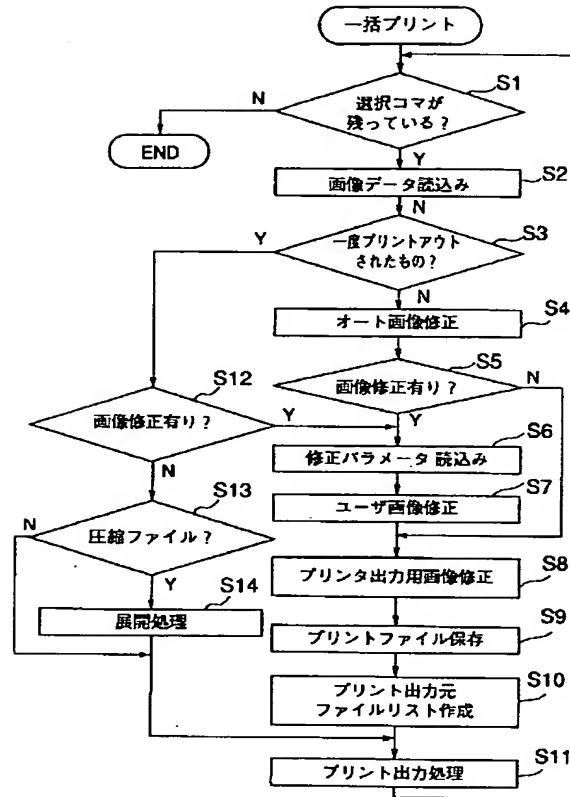 一括プリント
S1
選択コマが
残っている?
N
END
Y
S2
画像データ読込み
N
S3
一度プリントアウト
されたもの?
Y
N
S4
オート画像修正
S5
画像修正有り?
N
Y
S12
画像修正有り?
Y
N
S6
修正パラメータ読込み
S7
ユーザ画像修正
S13
圧縮ファイル?
N
Y
S8
プリンタ出力用画像修正
S14
展開処理
S9
プリントファイル保存
S10
プリント出力元
ファイルリスト作成
S11
プリント出力処理